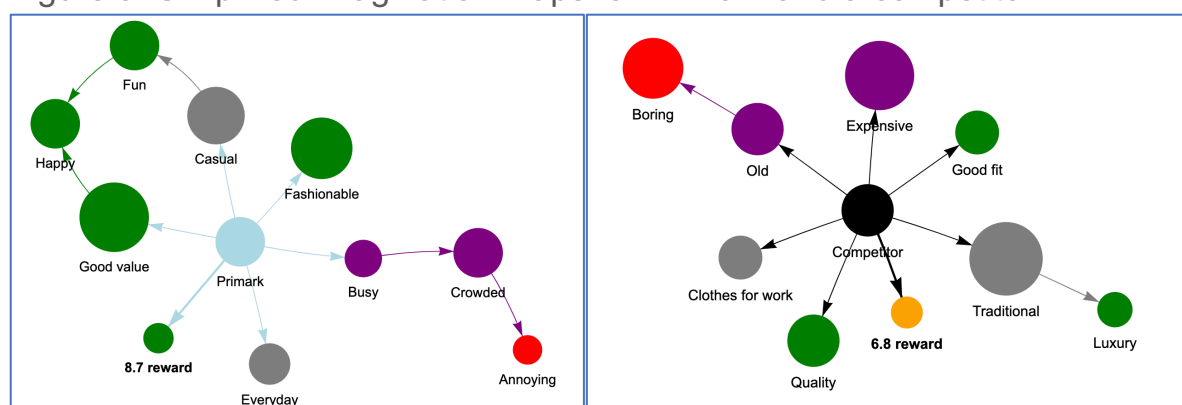 Fun
Happy
Casual
Fashionable
Good value
Primark
Busy
Crowded
8.7 reward
Everyday
Annoying
Boring
Expensive
Old
Good fit
Competitor
Clothes for work
Traditional
6.8 reward
Luxury
Quality